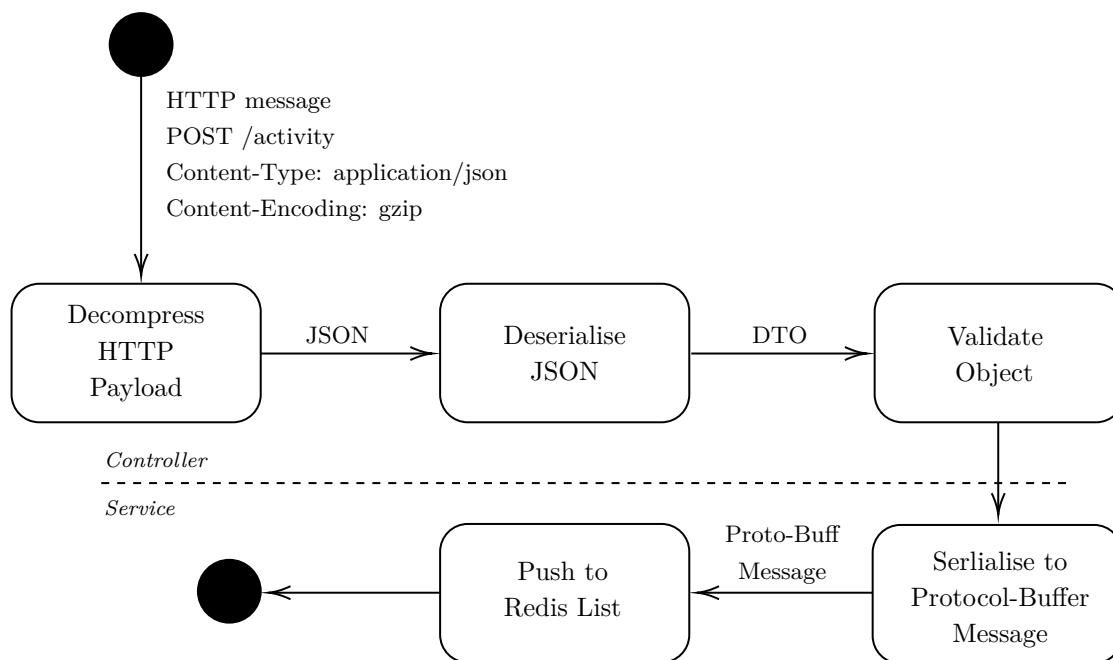 HTTP message
POST /activity
Content-Type: application/json
Content-Encoding: gzip
Decompress
HTTP
Payload
JSON
Deserialise
JSON
DTO
Validate
Object
Controller
Service
Proto-Buff
Message
Push to
Redis List
Serlialise to
Protocol-Buffer
Message